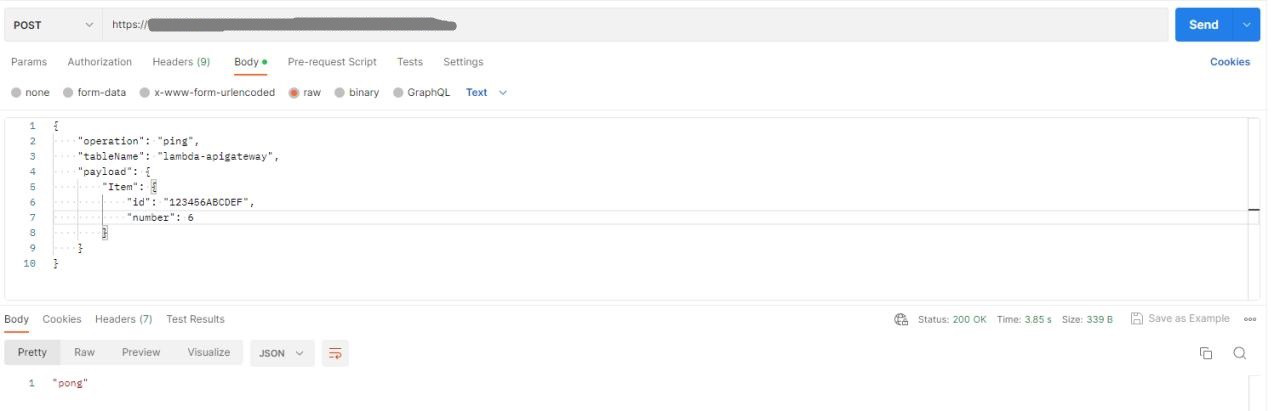 POST https://
Send
Params Authorization Headers (9) Body Pre-request Script Tests Settings Cookies
none form-data x-www-form-urlencoded raw binary GraphQL Text
1 {
2 "operation": "ping",
3 "tableName": "lambda-apigateway",
4 "payload": {
5 "Item": {
6 "id": "123456ABCDEF",
7 "number": 6
8 }
9 }
10 }
Body Cookies Headers (7) Test Results Status: 200 OK Time: 3.85 s Size: 339 B Save as Example
Pretty Raw Preview Visualize JSON
1 "pong"